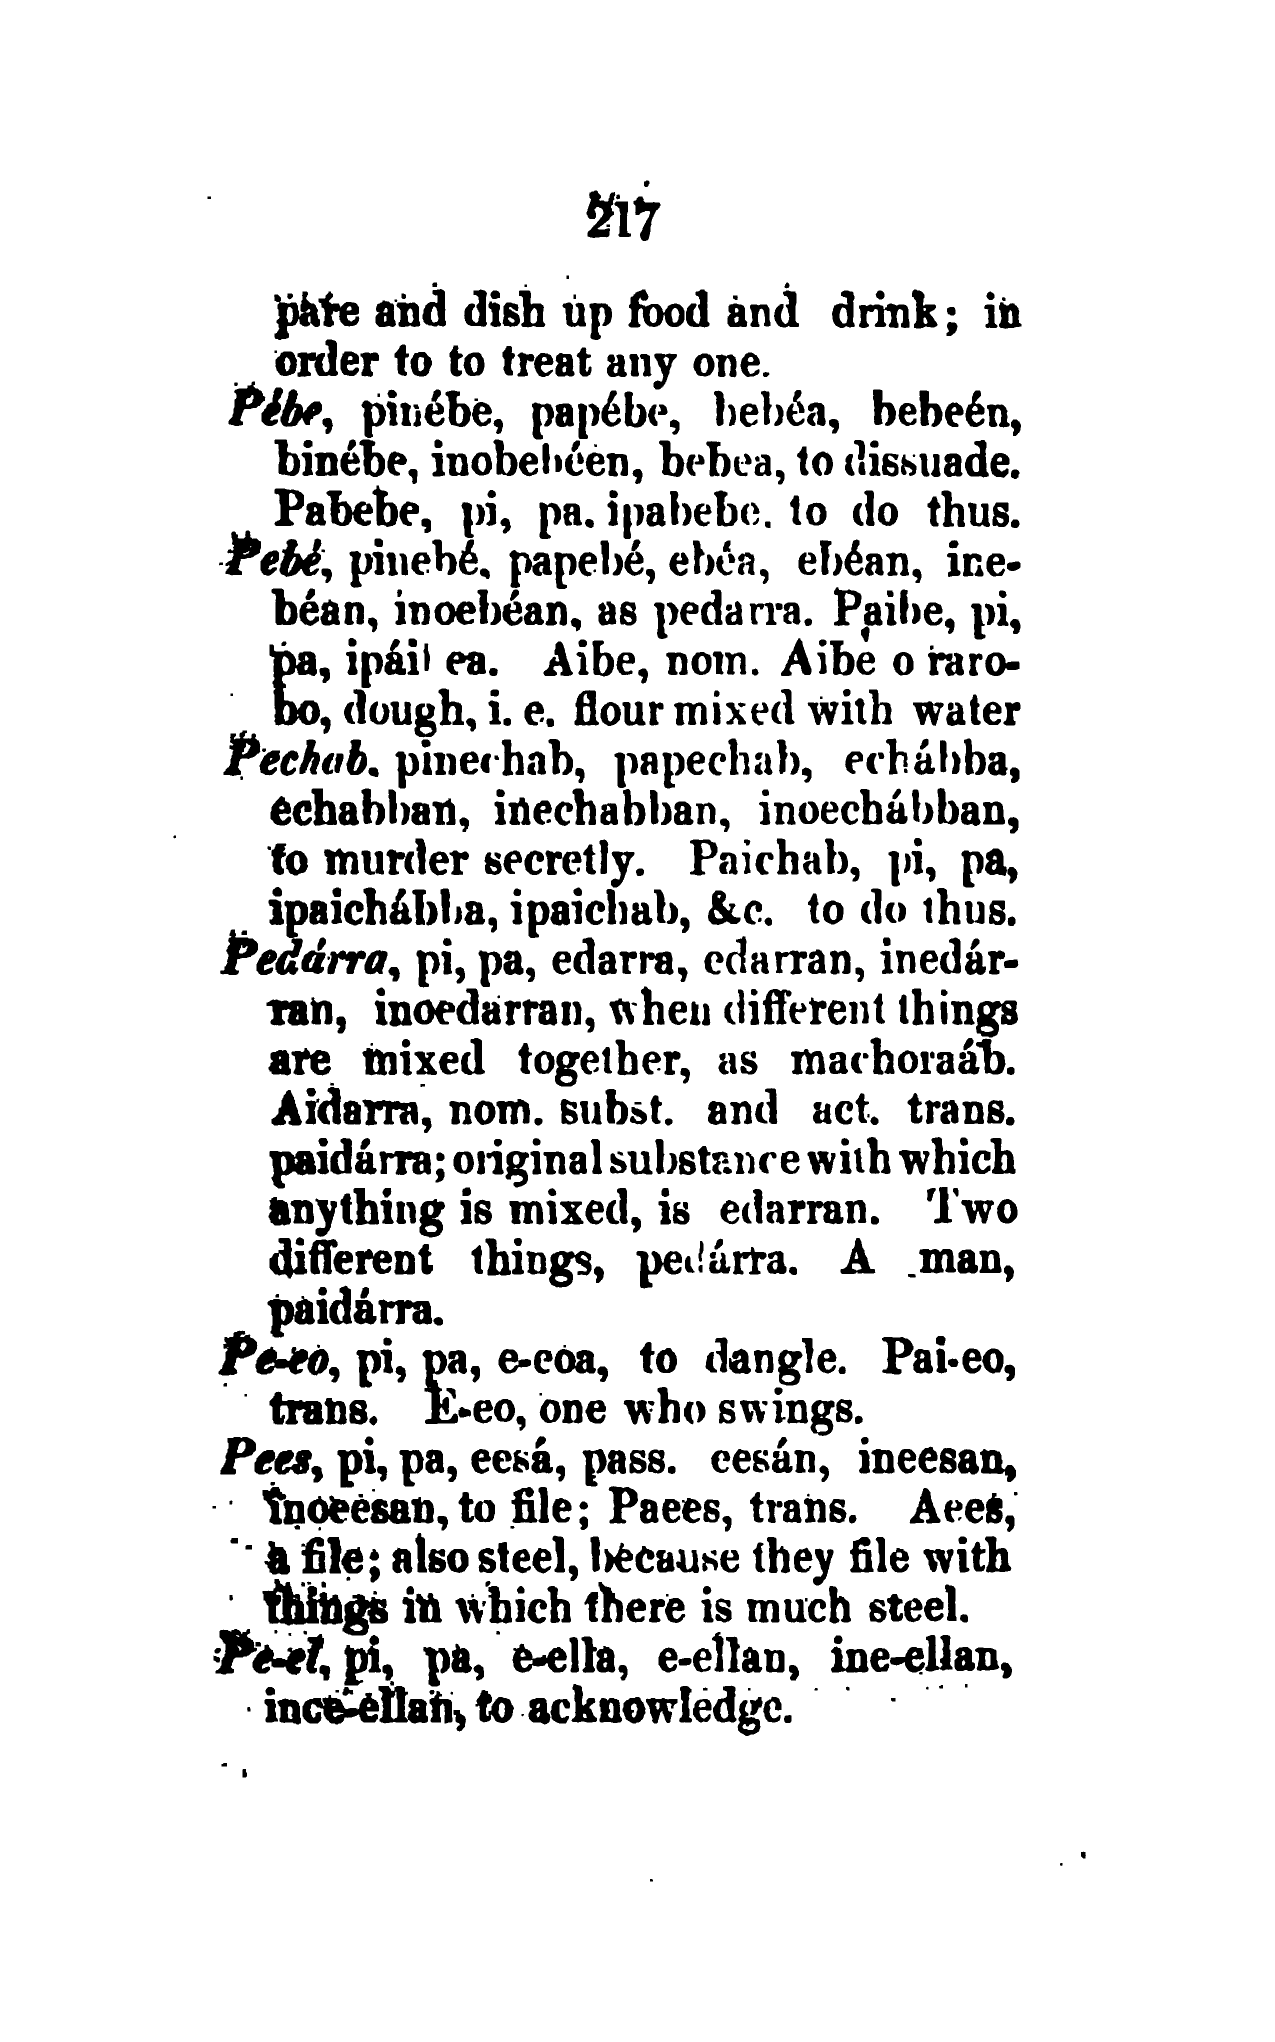 217
pare and dish up food and drink; in
order to to treat any one.
Pébe, pinébe, papébe, bebéa, bebeén,
binébe, inobebéen, bebea, to dissuade.
Pabebe, pi, pa. ipabebe. to do thus.
Pebé, pinebé, papebé, ebéa, ebéan, ine-
béan, inoebéan, as pedarra. Paibe, pi,
pa, ipáibea. Aibe, nom. Aibe o raro-
bo, dough, i. e. flour mixed with water
Pechab. pinechab, papechab, echábba,
echabban, inechabban, inoechábban,
to murder secretly. Paichab, pi, pa,
ipaichábba, ipaichab, &c. to do thus.
Pedárra, pi, pa, edarra, edarran, inedár-
ran, inoedarran, when different things
are mixed together, as machoraáb.
Aidarra, nom. subst. and act. trans.
paidárra; original substance with which
anything is mixed, is edarran. Two
different things, pedárra. A man,
paidárra.
Pe-eo, pi, pa, e-eoa, to dangle. Pai-eo,
trans. E-eo, one who swings.
Pees, pi, pa, eesá, pass. eesán, ineesan,
inoeesan, to file; Paees, trans. Aees,
a file; also steel, because they file with
things in which there is much steel.
Pe-el, pi, pa, e-ella, e-ellan, ine-ellan,
ince-ellan, to acknowledge.